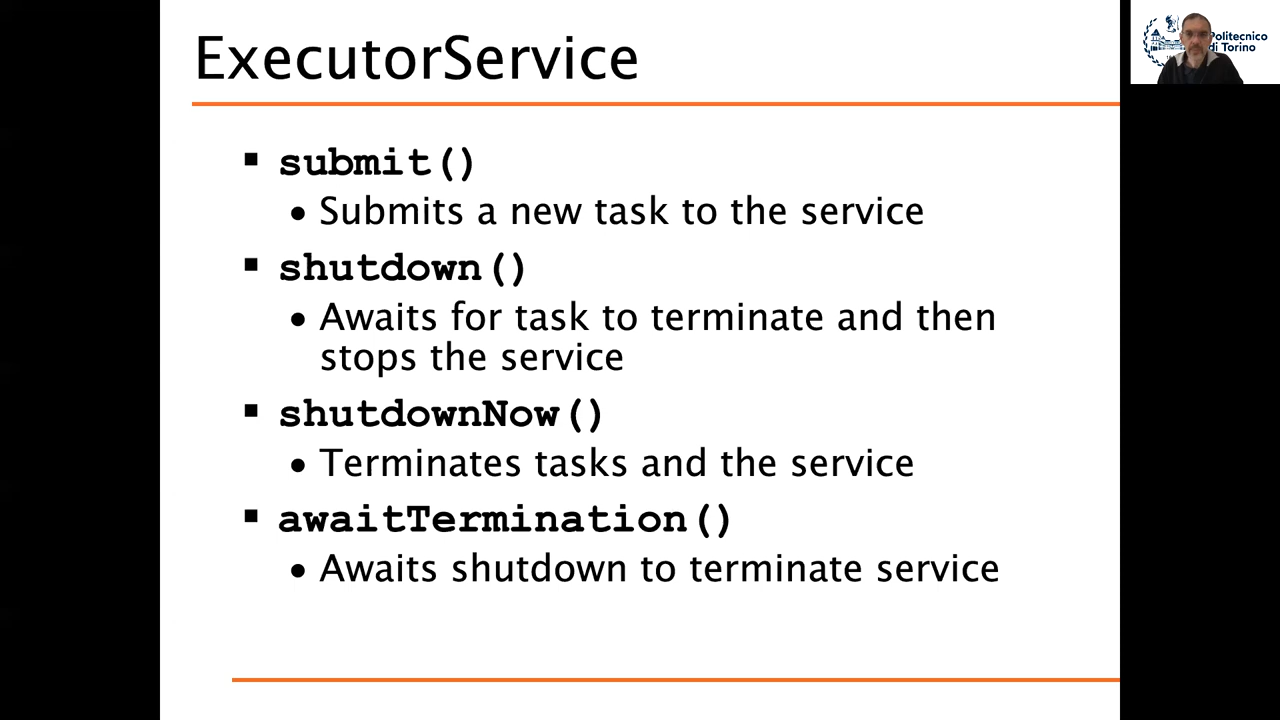 ExecutorService
▪ submit()
• Submits a new task to the service
▪ shutdown()
• Awaits for task to terminate and then
stops the service
▪ shutdownNow()
• Terminates tasks and the service
▪ awaitTermination()
• Awaits shutdown to terminate service
Politecnico
di Torino